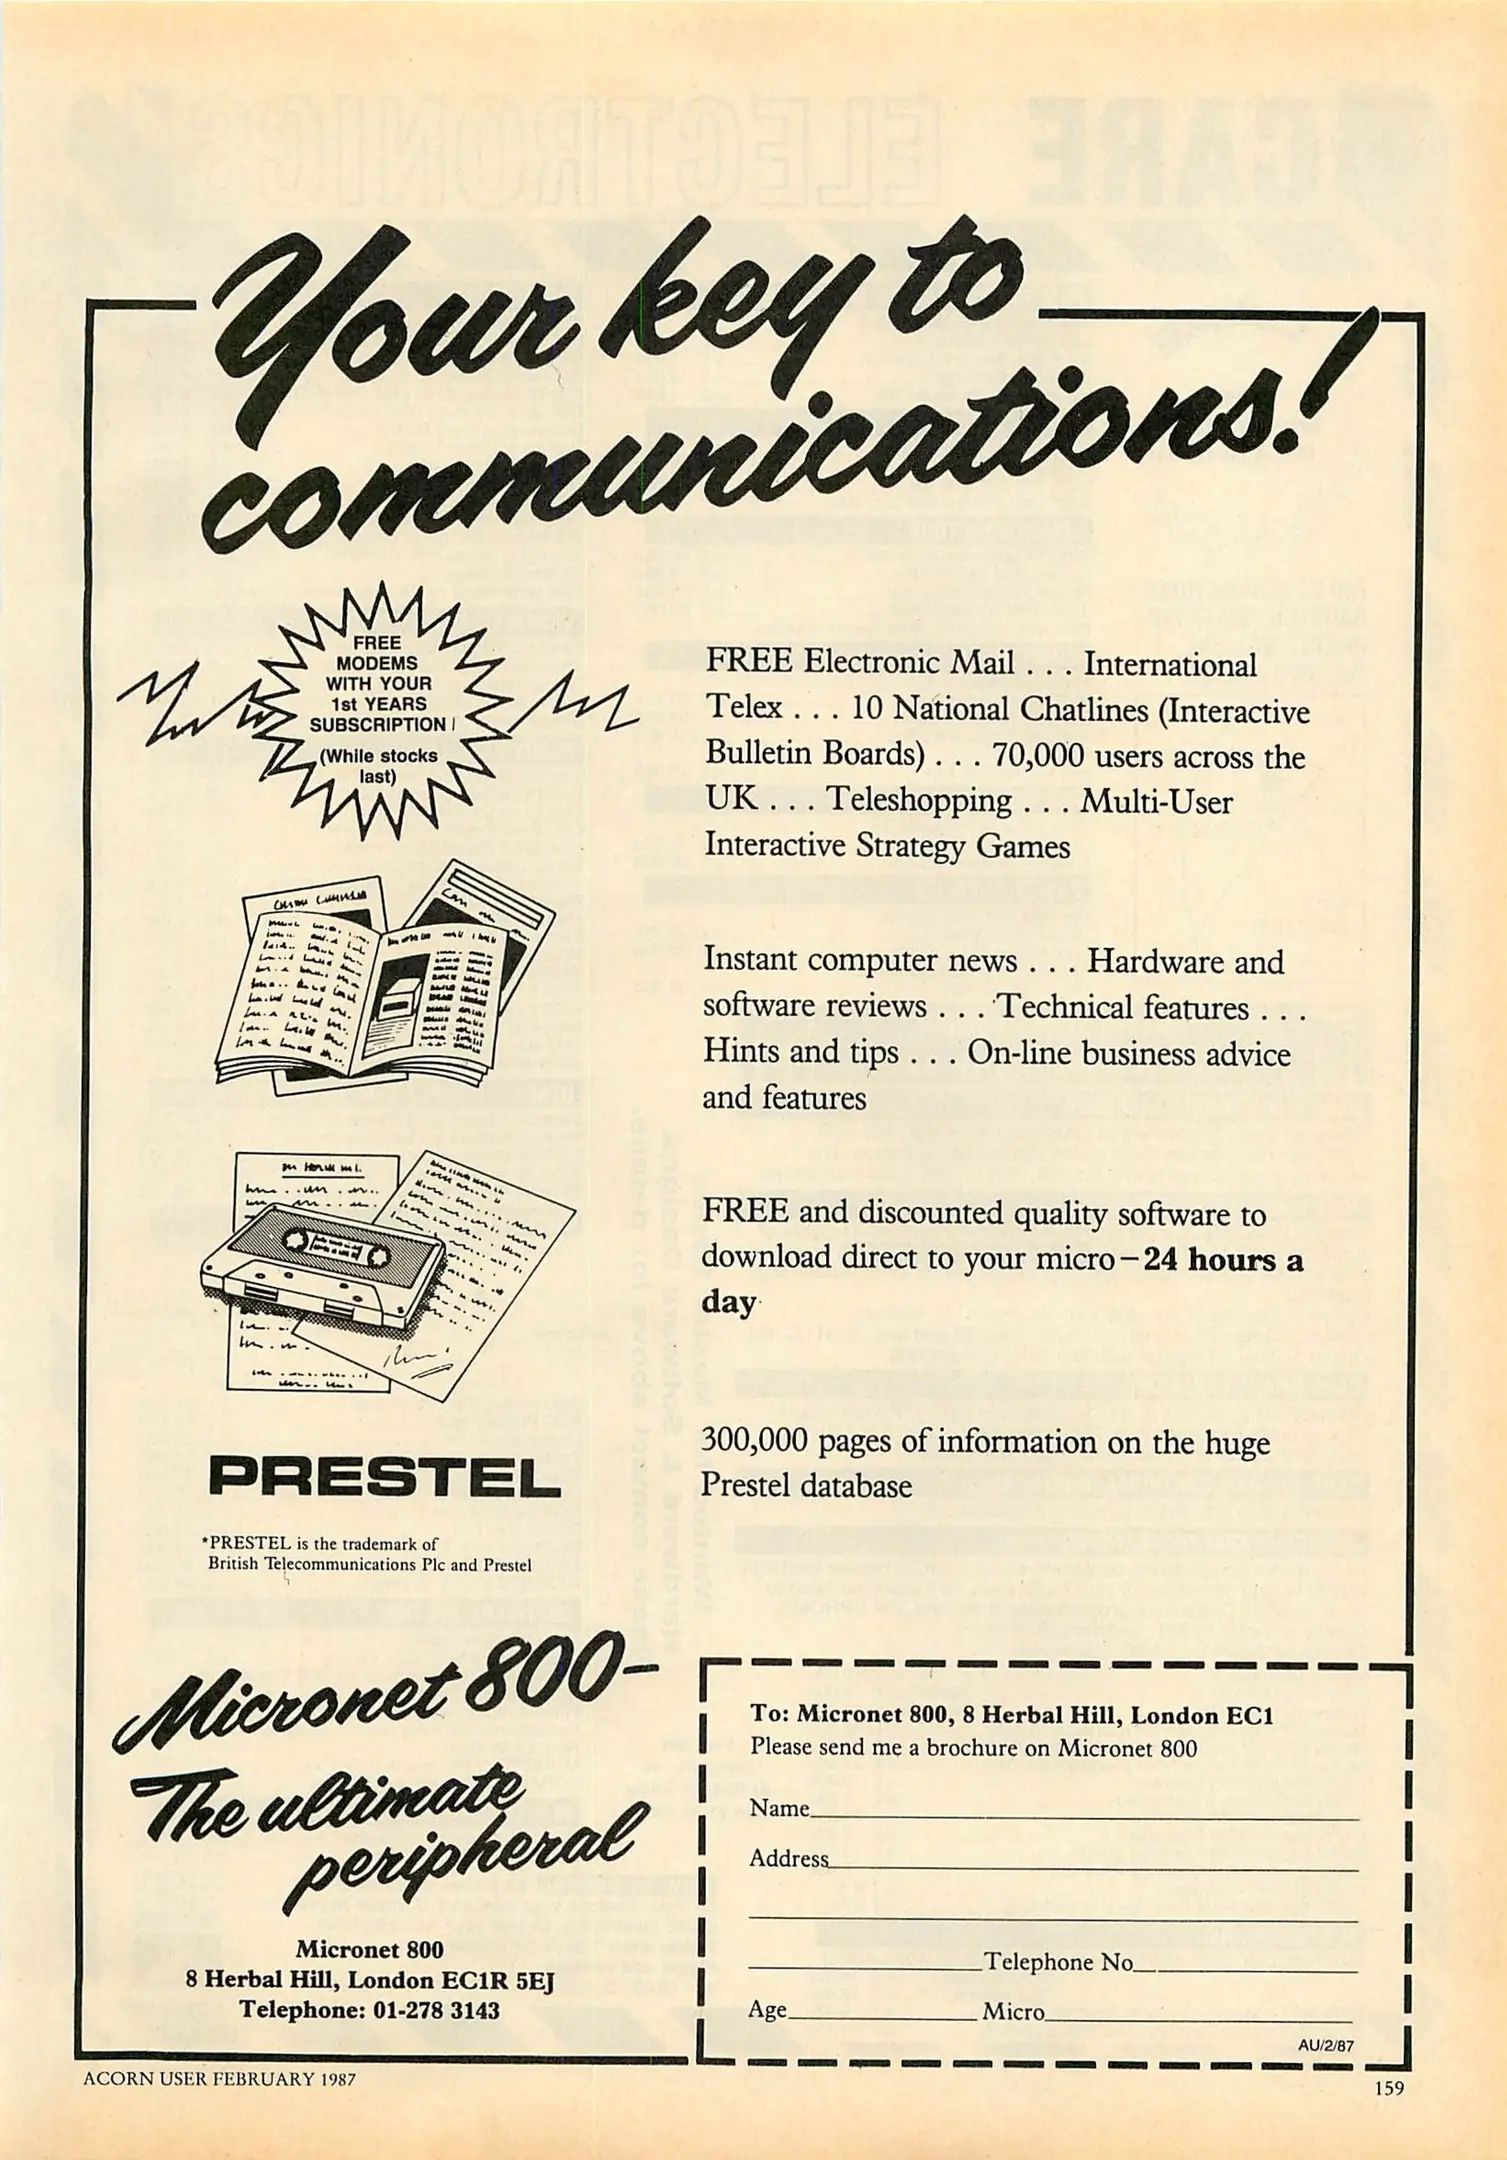 Your key to
communications!
FREE
MODEMS
WITH YOUR
1st YEARS
SUBSCRIPTION!
(While stocks
last)
FREE Electronic Mail . . . International
Telex . . . 10 National Chatlines (Interactive
Bulletin Boards) . . . 70,000 users across the
UK . . . Teleshopping . . . Multi-User
Interactive Strategy Games
Instant computer news . . . Hardware and
software reviews . . . Technical features . . .
Hints and tips . . . On-line business advice
and features
FREE and discounted quality software to
download direct to your micro – 24 hours a
day
PRESTEL
300,000 pages of information on the huge
Prestel database
*PRESTEL is the trademark of
British Telecommunications Plc and Prestel
Micronet 800–
The ultimate
peripheral
Micronet 800
8 Herbal Hill, London EC1R 5EJ
Telephone: 01-278 3143
To: Micronet 800, 8 Herbal Hill, London EC1
Please send me a brochure on Micronet 800
Name
Address
Telephone No
Age Micro
AU/2/87
ACORN USER FEBRUARY 1987
159